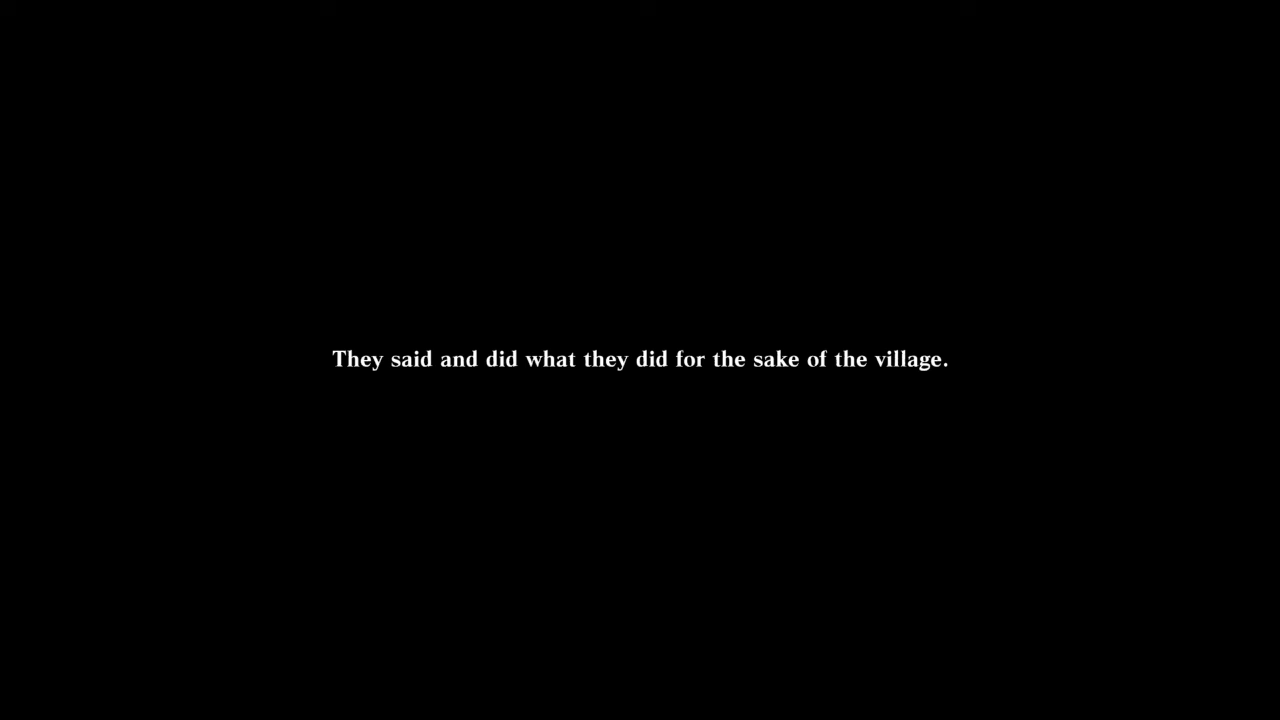 They said and did what they did for the sake of the village.